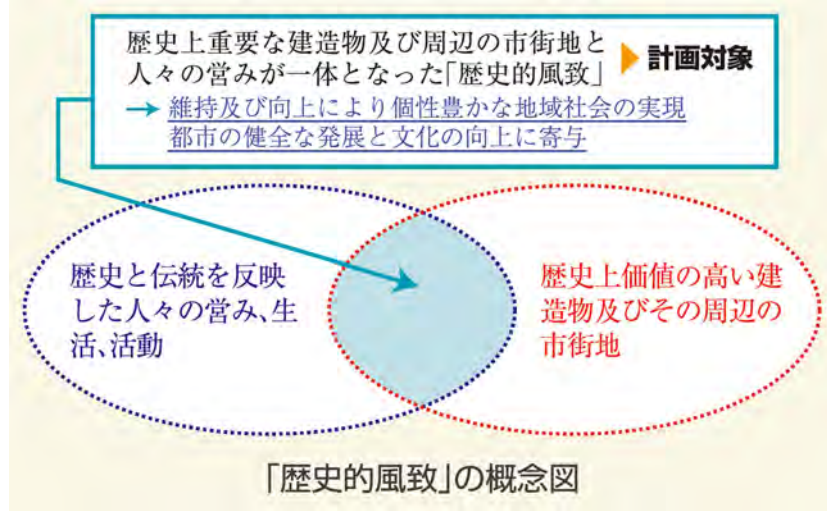 歴史上重要な建造物及び周辺の市街地と
人々の営みが一体となった「歴史的風致」
▶計画対象
→ 維持及び向上により個性豊かな地域社会の実現
都市の健全な発展と文化の向上に寄与
歴史と伝統を反映
した人々の営み、生
活、活動
歴史上価値の高い建
造物及びその周辺の
市街地
「歴史的風致」の概念図